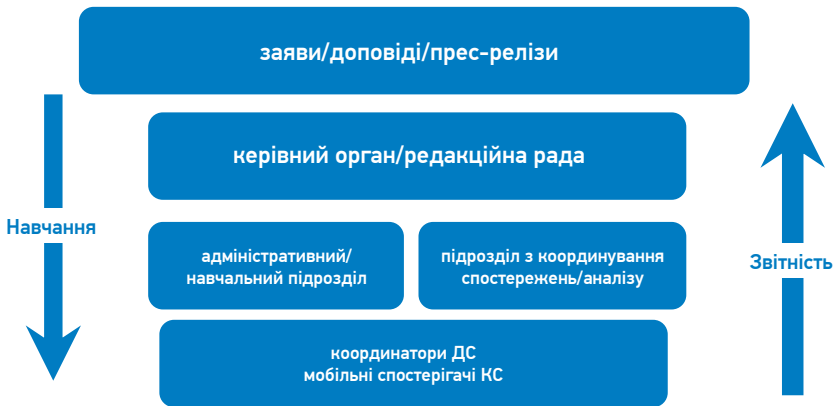 заяви/доповіді/прес-релізи
керівний орган/редакційна рада
Навчання
адміністративний/
навчальний підрозділ
підрозділ з координування
спостережень/аналізу
Звітність
координатори ДС
мобільні спостерігачі КС